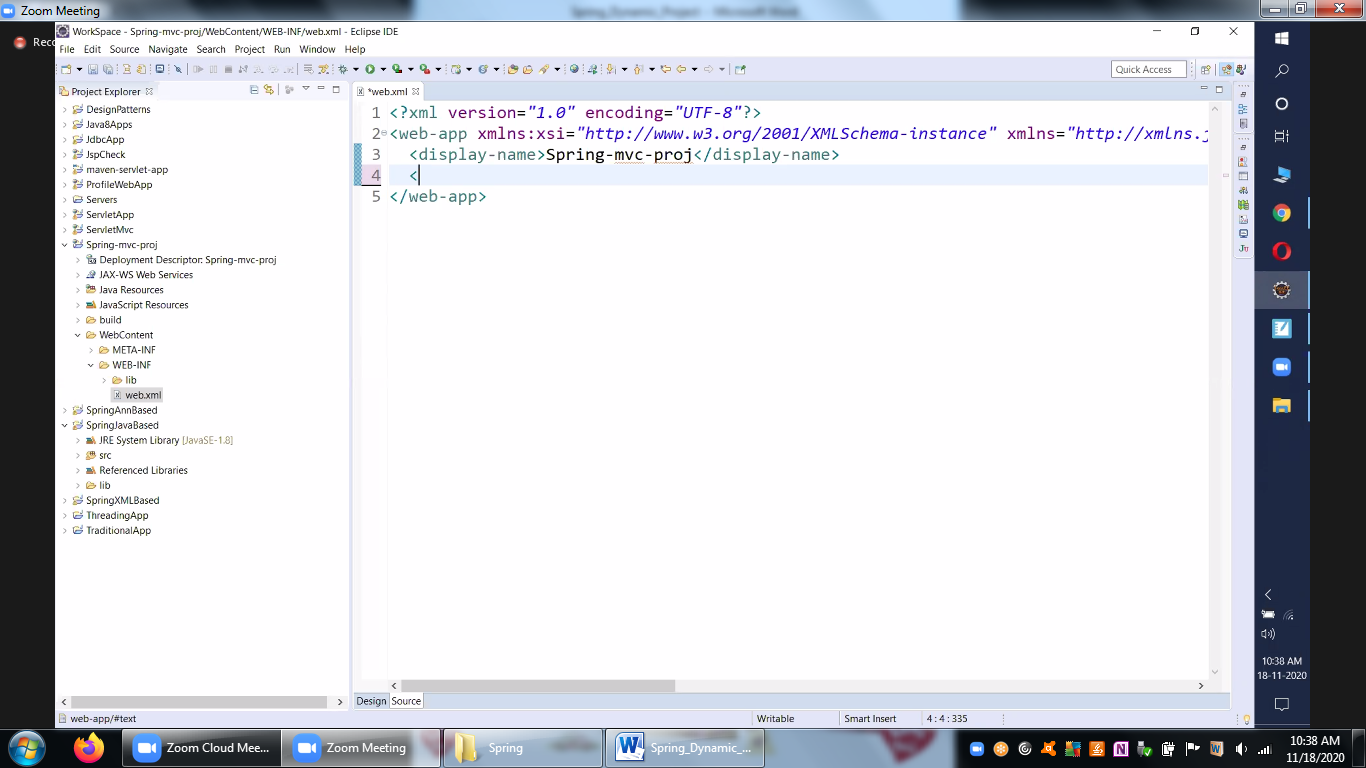 Zoom Meeting
Spring_Dynamic_Project - Microsoft Word
Reco
WorkSpace - Spring-mvc-proj/WebContent/WEB-INF/web.xml - Eclipse IDE
File Edit Source Navigate Search Project Run Window Help
Quick Access
Project Explorer
*web.xml
DesignPatterns
Java8Apps
JdbcApp
JspCheck
maven-servlet-app
ProfileWebApp
Servers
ServletApp
ServletMvc
Spring-mvc-proj
Deployment Descriptor: Spring-mvc-proj
JAX-WS Web Services
Java Resources
JavaScript Resources
build
WebContent
META-INF
WEB-INF
lib
web.xml
SpringAnnBased
SpringJavaBased
JRE System Library [JavaSE-1.8]
src
Referenced Libraries
lib
SpringXMLBased
ThreadingApp
TraditionalApp
1 <?xml version="1.0" encoding="UTF-8"?>
2 <web-app xmlns:xsi="http://www.w3.org/2001/XMLSchema-instance" xmlns="http://xmlns.j
3 <display-name>Spring-mvc-proj</display-name>
4 <
5 </web-app>
Design Source
web-app/#text
Writable
Smart Insert
4 : 4 : 335
10:38 AM
18-11-2020
Zoom Cloud Mee...
Zoom Meeting
Spring
Spring_Dynamic_...
10:38 AM
11/18/2020